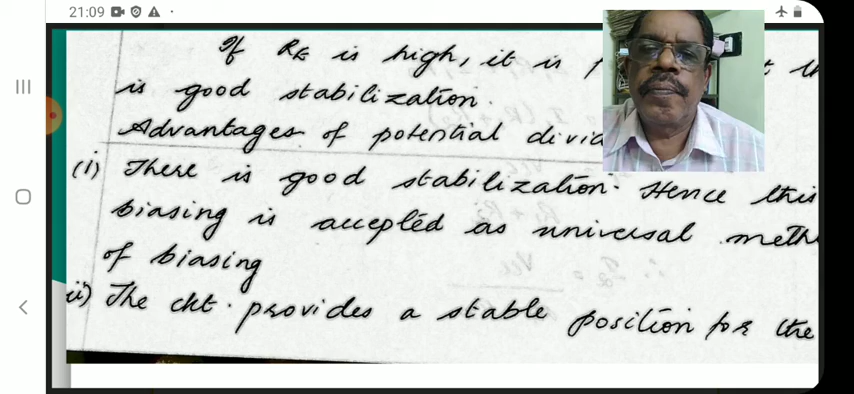 21:09
If RE is high, it is
is good stabilization.
Advantages of potential divid
(i) There is good stabilization. Hence this
biasing is accepted as universal meth
of biasing
ii) The ckt. provides a stable position for the